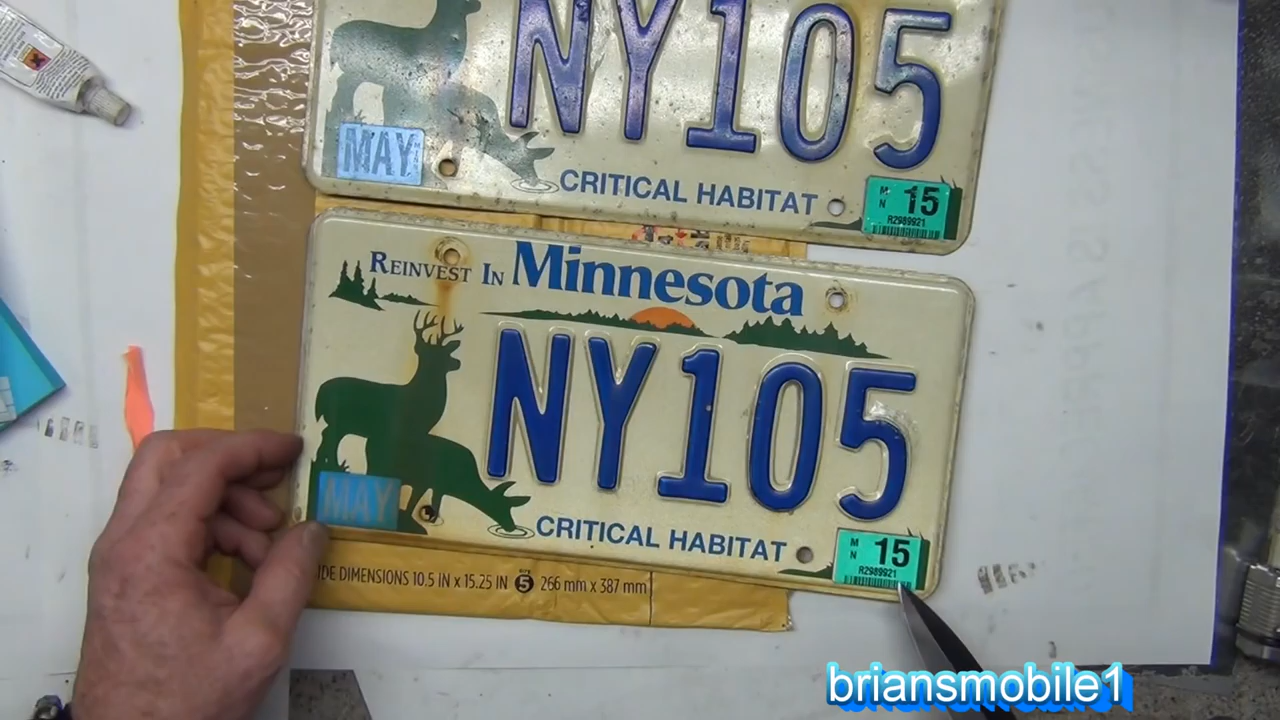 NY105
MAY
CRITICAL HABITAT
MN 15
R2989921
REINVEST IN Minnesota
NY105
MAY
CRITICAL HABITAT
MN 15
R2989921
IDE DIMENSIONS 10.5 IN x 15.25 IN 5 266 mm x 387 mm
briansmobile1